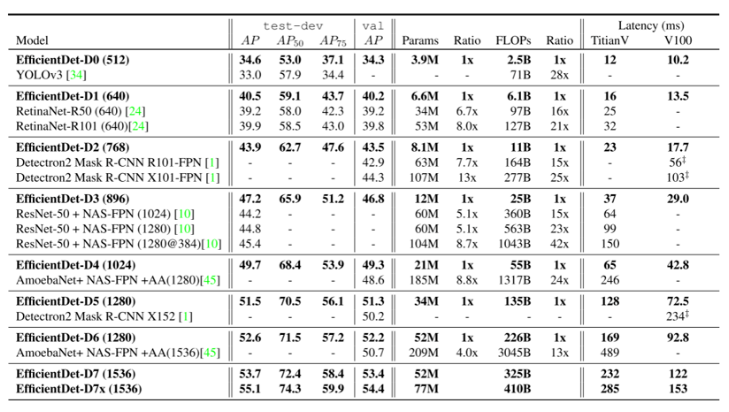 test-dev val Latency (ms)
Model AP AP50 AP75 AP Params Ratio FLOPs Ratio TitianV V100
EfficientDet-D0 (512) 34.6 53.0 37.1 34.3 3.9M 1x 2.5B 1x 12 10.2
YOLOv3 [34] 33.0 57.9 34.4 - - - 71B 28x - -
EfficientDet-D1 (640) 40.5 59.1 43.7 40.2 6.6M 1x 6.1B 1x 16 13.5
RetinaNet-R50 (640) [24] 39.2 58.0 42.3 39.2 34M 6.7x 97B 16x 25 -
RetinaNet-R101 (640)[24] 39.9 58.5 43.0 39.8 53M 8.0x 127B 21x 32 -
EfficientDet-D2 (768) 43.9 62.7 47.6 43.5 8.1M 1x 11B 1x 23 17.7
Detectron2 Mask R-CNN R101-FPN [1] - - - 42.9 63M 7.7x 164B 15x - 56‡
Detectron2 Mask R-CNN X101-FPN [1] - - - 44.3 107M 13x 277B 25x - 103‡
EfficientDet-D3 (896) 47.2 65.9 51.2 46.8 12M 1x 25B 1x 37 29.0
ResNet-50 + NAS-FPN (1024) [10] 44.2 - - - 60M 5.1x 360B 15x 64 -
ResNet-50 + NAS-FPN (1280) [10] 44.8 - - - 60M 5.1x 563B 23x 99 -
ResNet-50 + NAS-FPN (1280@384)[10] 45.4 - - - 104M 8.7x 1043B 42x 150 -
EfficientDet-D4 (1024) 49.7 68.4 53.9 49.3 21M 1x 55B 1x 65 42.8
AmoebaNet+ NAS-FPN +AA(1280)[45] - - - 48.6 185M 8.8x 1317B 24x 246 -
EfficientDet-D5 (1280) 51.5 70.5 56.1 51.3 34M 1x 135B 1x 128 72.5
Detectron2 Mask R-CNN X152 [1] - - - 50.2 - - - - - 234‡
EfficientDet-D6 (1280) 52.6 71.5 57.2 52.2 52M 1x 226B 1x 169 92.8
AmoebaNet+ NAS-FPN +AA(1536)[45] - - - 50.7 209M 4.0x 3045B 13x 489 -
EfficientDet-D7 (1536) 53.7 72.4 58.4 53.4 52M 325B 232 122
EfficientDet-D7x (1536) 55.1 74.3 59.9 54.4 77M 410B 285 153